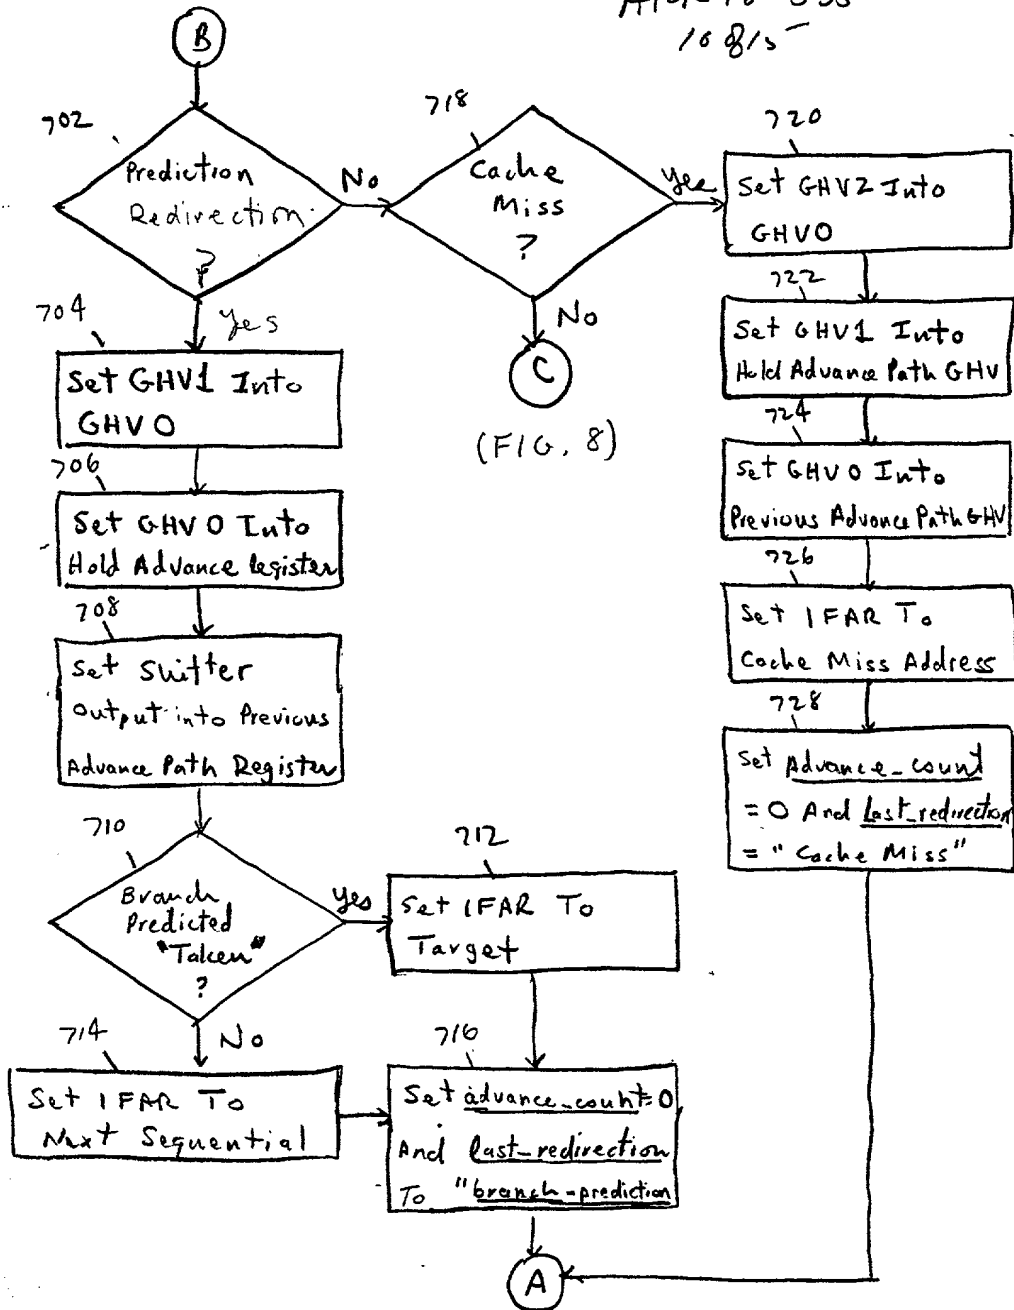 10815
B
702
Prediction
Redirection
?
No
718
Cache
Miss
?
Yes
720
Set GHV2 Into
GHV0
Yes
No
C
(FIG. 8)
704
Set GHV1 Into
GHV0
706
Set GHV0 Into
Hold Advance Register
708
Set Shifter
Output into Previous
Advance Path Register
722
Set GHV1 Into
Hold Advance Path GHV
724
Set GHV0 Into
Previous Advance Path GHV
726
Set IFAR To
Cache Miss Address
728
Set Advance_count
= 0 And Last_redirection
= "Cache Miss"
710
Branch
Predicted
"Taken"
?
Yes
712
Set IFAR To
Target
No
714
Set IFAR To
Next Sequential
716
Set advance_count=0
And last_redirection
To "branch-prediction
A